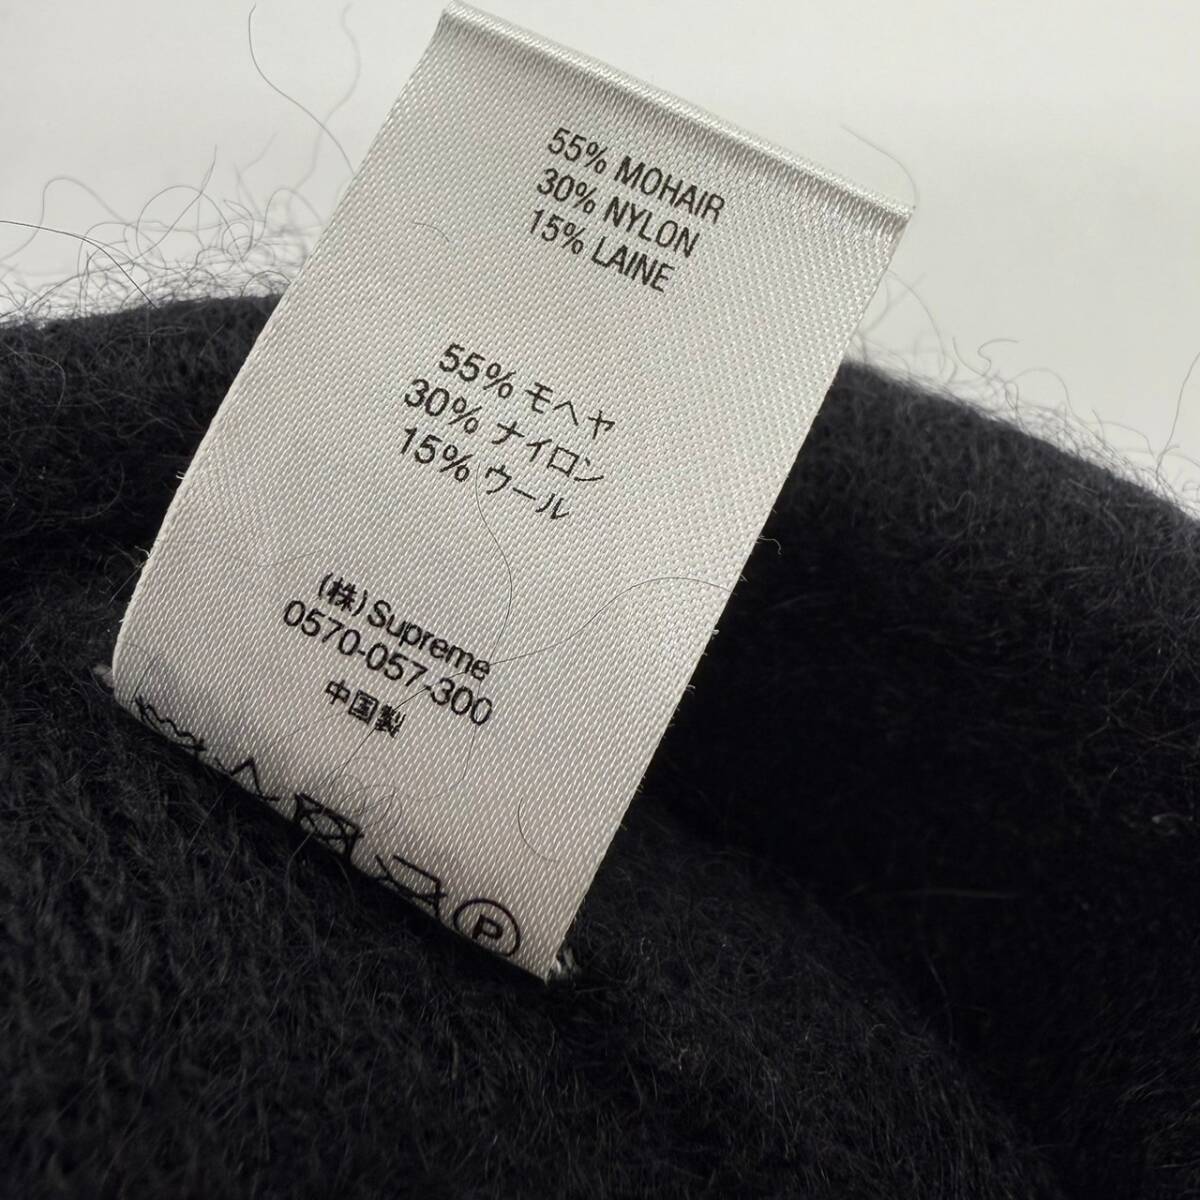 55% MOHAIR
30% NYLON
15% LAINE
55% モヘヤ
30% ナイロン
15% ウール
(株)Supreme
0570-057-300
中国製
P